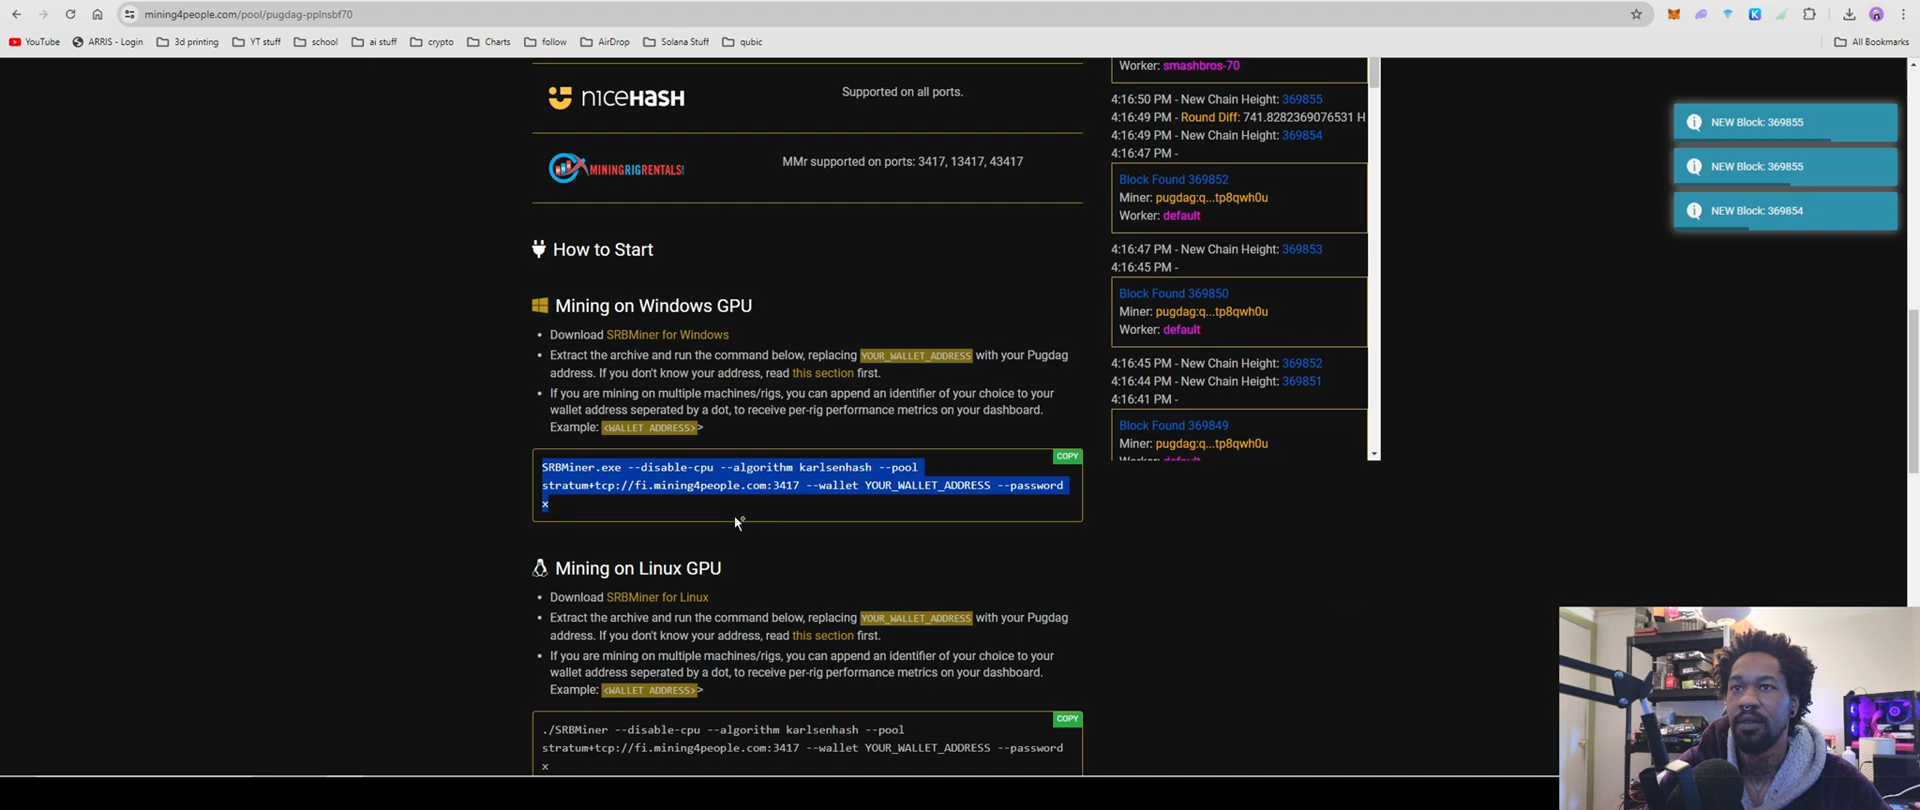 mining4people.com/pool/pugdag-pplnsbf70
YouTube
ARRIS - Login
3d printing
YT stuff
school
ai stuff
crypto
Charts
follow
AirDrop
Solana Stuff
qubic
All Bookmarks
nicehash
Supported on all ports.
MININGRIGRENTALS!
MMr supported on ports: 3417, 13417, 43417
How to Start
Mining on Windows GPU
Download SRBMiner for Windows
Extract the archive and run the command below, replacing YOUR_WALLET_ADDRESS with your Pugdag
address. If you don't know your address, read this section first.
If you are mining on multiple machines/rigs, you can append an identifier of your choice to your
wallet address seperated by a dot, to receive per-rig performance metrics on your dashboard.
Example: <WALLET ADDRESS>>
COPY
SRBMiner.exe --disable-cpu --algorithm karlsenhash --pool
stratum+tcp://fi.mining4people.com:3417 --wallet YOUR_WALLET_ADDRESS --password
x
Mining on Linux GPU
Download SRBMiner for Linux
Extract the archive and run the command below, replacing YOUR_WALLET_ADDRESS with your Pugdag
address. If you don't know your address, read this section first.
If you are mining on multiple machines/rigs, you can append an identifier of your choice to your
wallet address seperated by a dot, to receive per-rig performance metrics on your dashboard.
Example: <WALLET ADDRESS>>
COPY
./SRBMiner --disable-cpu --algorithm karlsenhash --pool
stratum+tcp://fi.mining4people.com:3417 --wallet YOUR_WALLET_ADDRESS --password
x
Worker: smashbros-70
4:16:50 PM - New Chain Height: 369855
4:16:49 PM - Round Diff: 741.8282369076531 H
4:16:49 PM - New Chain Height: 369854
4:16:47 PM -
Block Found 369852
Miner: pugdag:q...tp8qwh0u
Worker: default
4:16:47 PM - New Chain Height: 369853
4:16:45 PM -
Block Found 369850
Miner: pugdag:q...tp8qwh0u
Worker: default
4:16:45 PM - New Chain Height: 369852
4:16:44 PM - New Chain Height: 369851
4:16:41 PM -
Block Found 369849
Miner: pugdag:q...tp8qwh0u
Worker: default
NEW Block: 369855
NEW Block: 369855
NEW Block: 369854